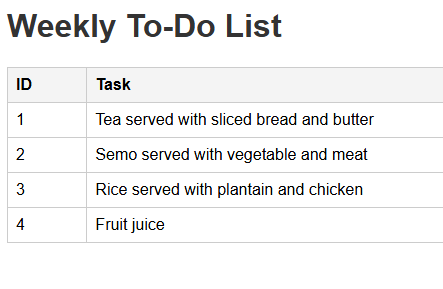 Weekly To-Do List
ID Task
1 Tea served with sliced bread and butter
2 Semo served with vegetable and meat
3 Rice served with plantain and chicken
4 Fruit juice